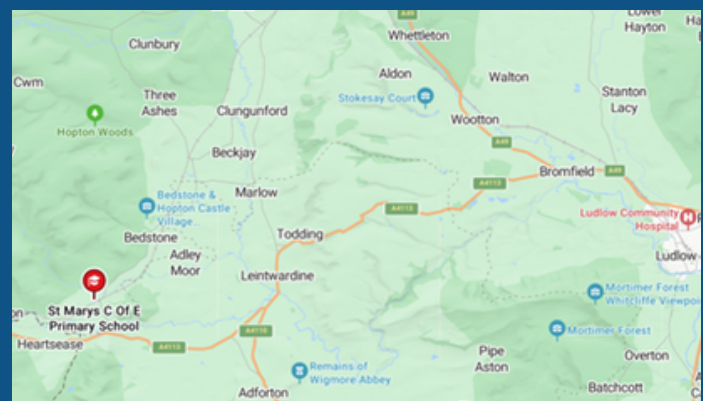 A49
Lower
Hayton
Whettleton
Clunbury
Aldon
Walton
Cwm
Three
Ashes
Stokesay Court
Stanton
Lacy
Clungunford
Hopton Woods
Wootton
A49
Beckjay
Bromfield
A49
Marlow
A4113
Bedstone &
Hopton Castle
Village...
A4113
Ludlow Community
Hospital
Todding
Bedstone
Adley
Moor
Ludlow
Leintwardine
St Marys C Of E
Primary School
Mortimer Forest
Whitcliffe Viewpoi
Heartsease
A4113
A4110
Mortimer Forest
Pipe
Aston
Overton
Remains of
Wigmore Abbey
Adforton
Batchcott